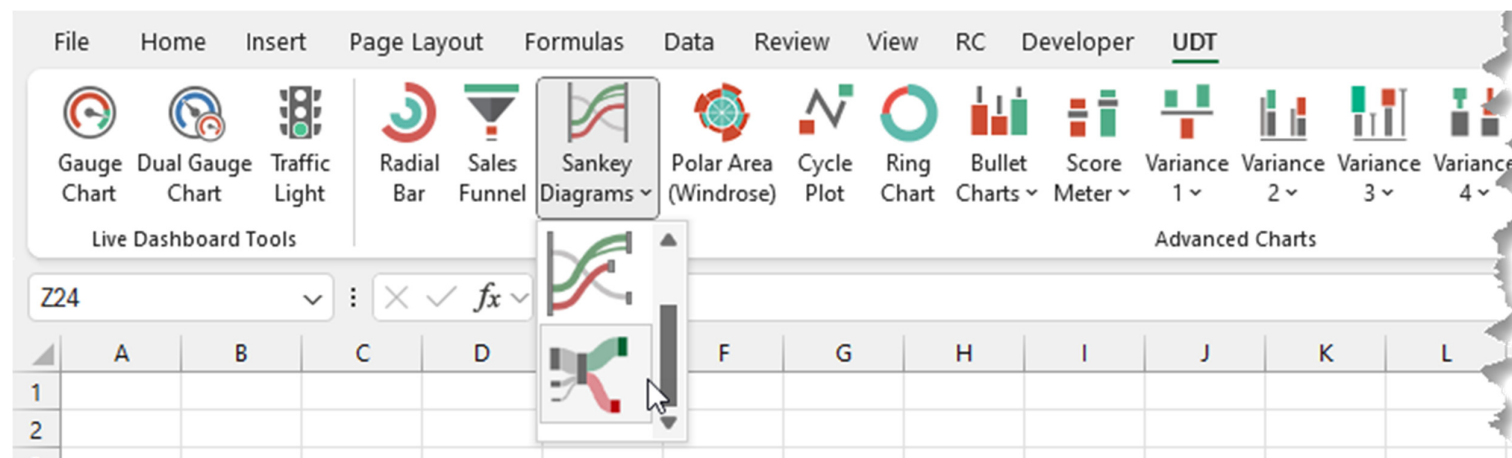 File Home Insert Page Layout Formulas Data Review View RC Developer UDT
Gauge Dual Gauge Traffic Radial Sales Sankey Polar Area Cycle Ring Bullet Score Variance Variance Variance Variance
Chart Chart Light Bar Funnel Diagrams (Windrose) Plot Chart Charts Meter 1 2 3 4
Live Dashboard Tools Advanced Charts
Z24 fx
A B C D F G H I J K L
1
2